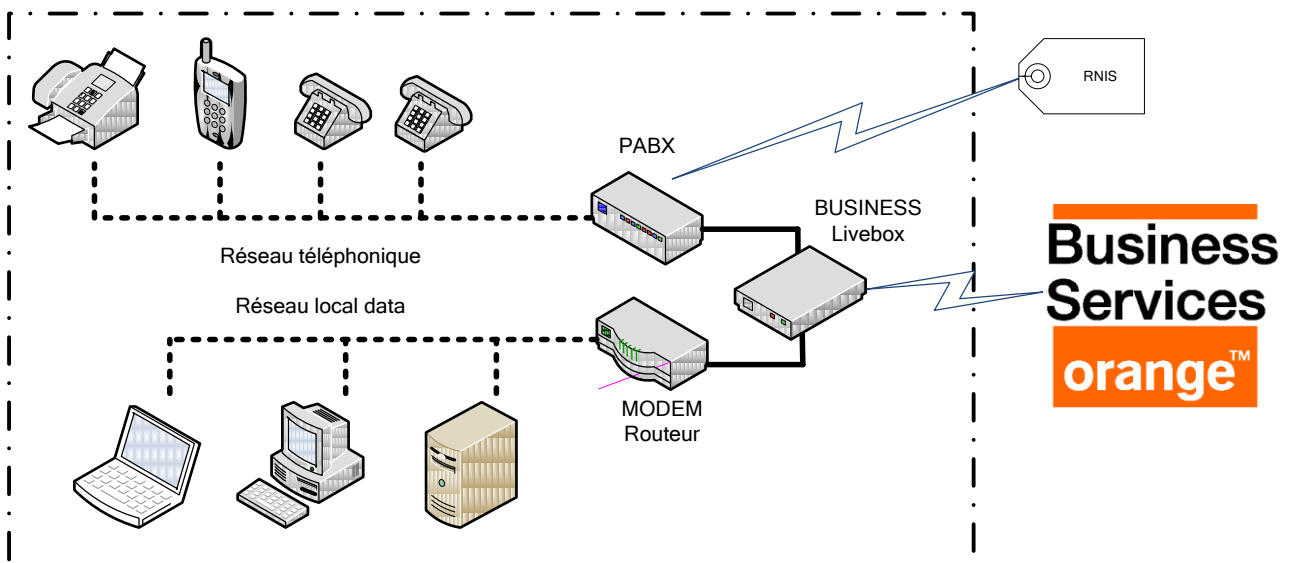 RNIS
PABX
BUSINESS
Livebox
Réseau téléphonique
Réseau local data
MODEM
Routeur
Business
Services
orange™